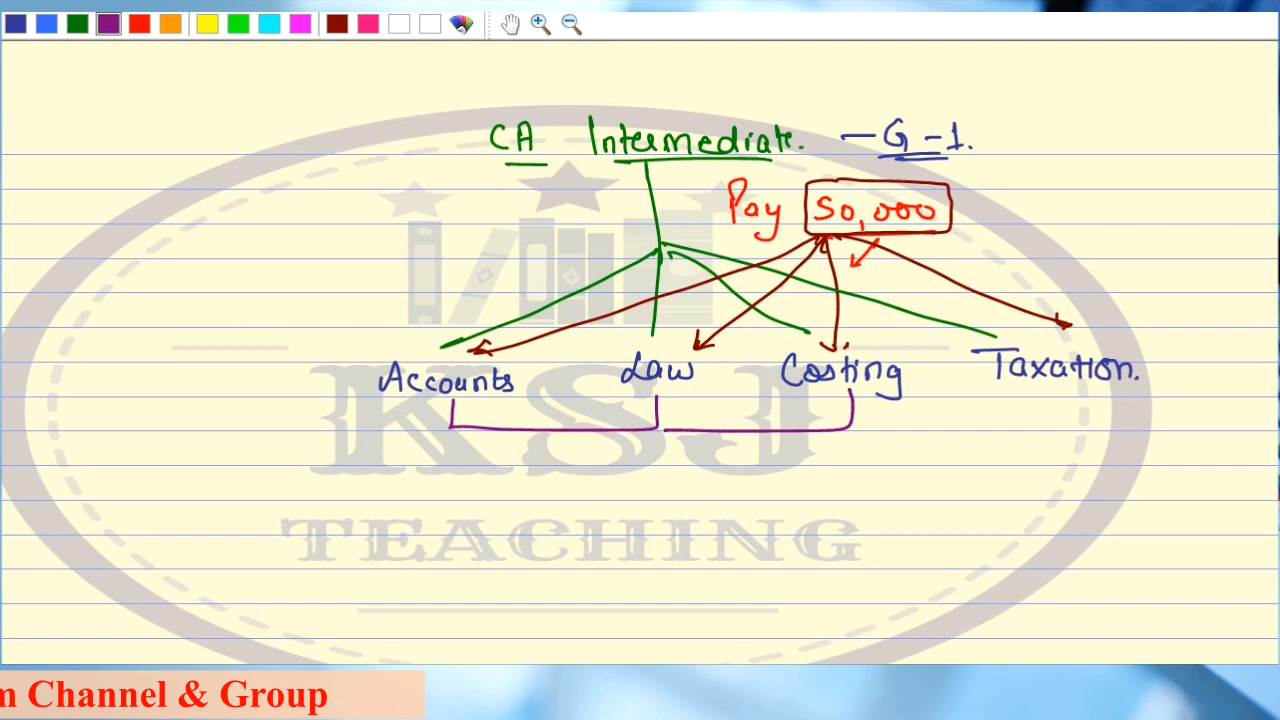 CA Intermediate. - G-1.
Pay 50,000
Accounts Law Costing Taxation.
KSJ
TEACHING
m Channel & Group